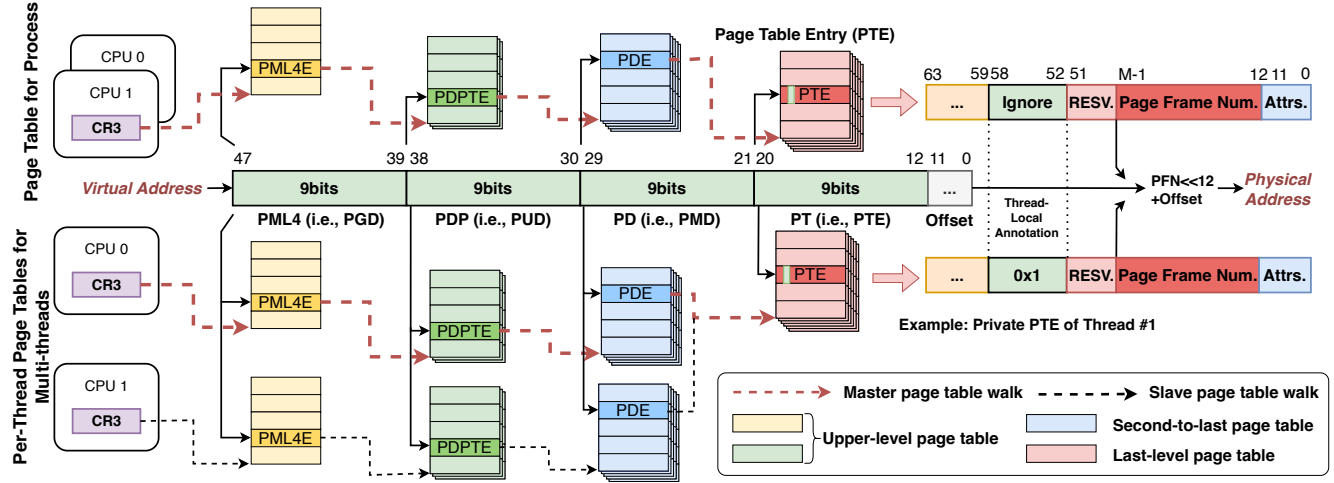 Page Table for Process
CPU 0
CPU 1
CR3
PML4E
PDPTE
PDE
Page Table Entry (PTE)
PTE
63 59 58 52 51 M-1 12 11 0
... Ignore RESV. Page Frame Num. Attrs.
47 39 38 30 29 21 20 12 11 0
Virtual Address
9bits 9bits 9bits 9bits ...
PML4 (i.e., PGD) PDP (i.e., PUD) PD (i.e., PMD) PT (i.e., PTE) Offset
Thread-
Local
Annotation
PFN<<12
+Offset
Physical
Address
Per-Thread Page Tables for
Multi-threads
CPU 0
CR3
PML4E
PDPTE
PDE
PTE
... 0x1 RESV. Page Frame Num. Attrs.
Example: Private PTE of Thread #1
CPU 1
CR3
PML4E
PDPTE
PDE
Master page table walk
Slave page table walk
Upper-level page table
Second-to-last page table
Last-level page table